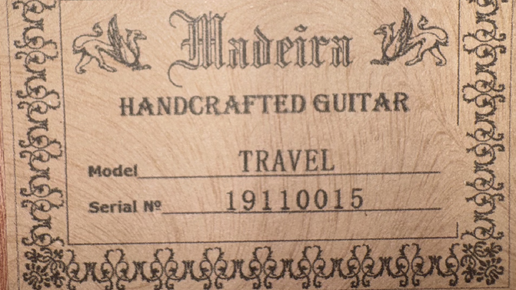 Madeira
HANDCRAFTED GUITAR
Model TRAVEL
Serial Nº 19110015